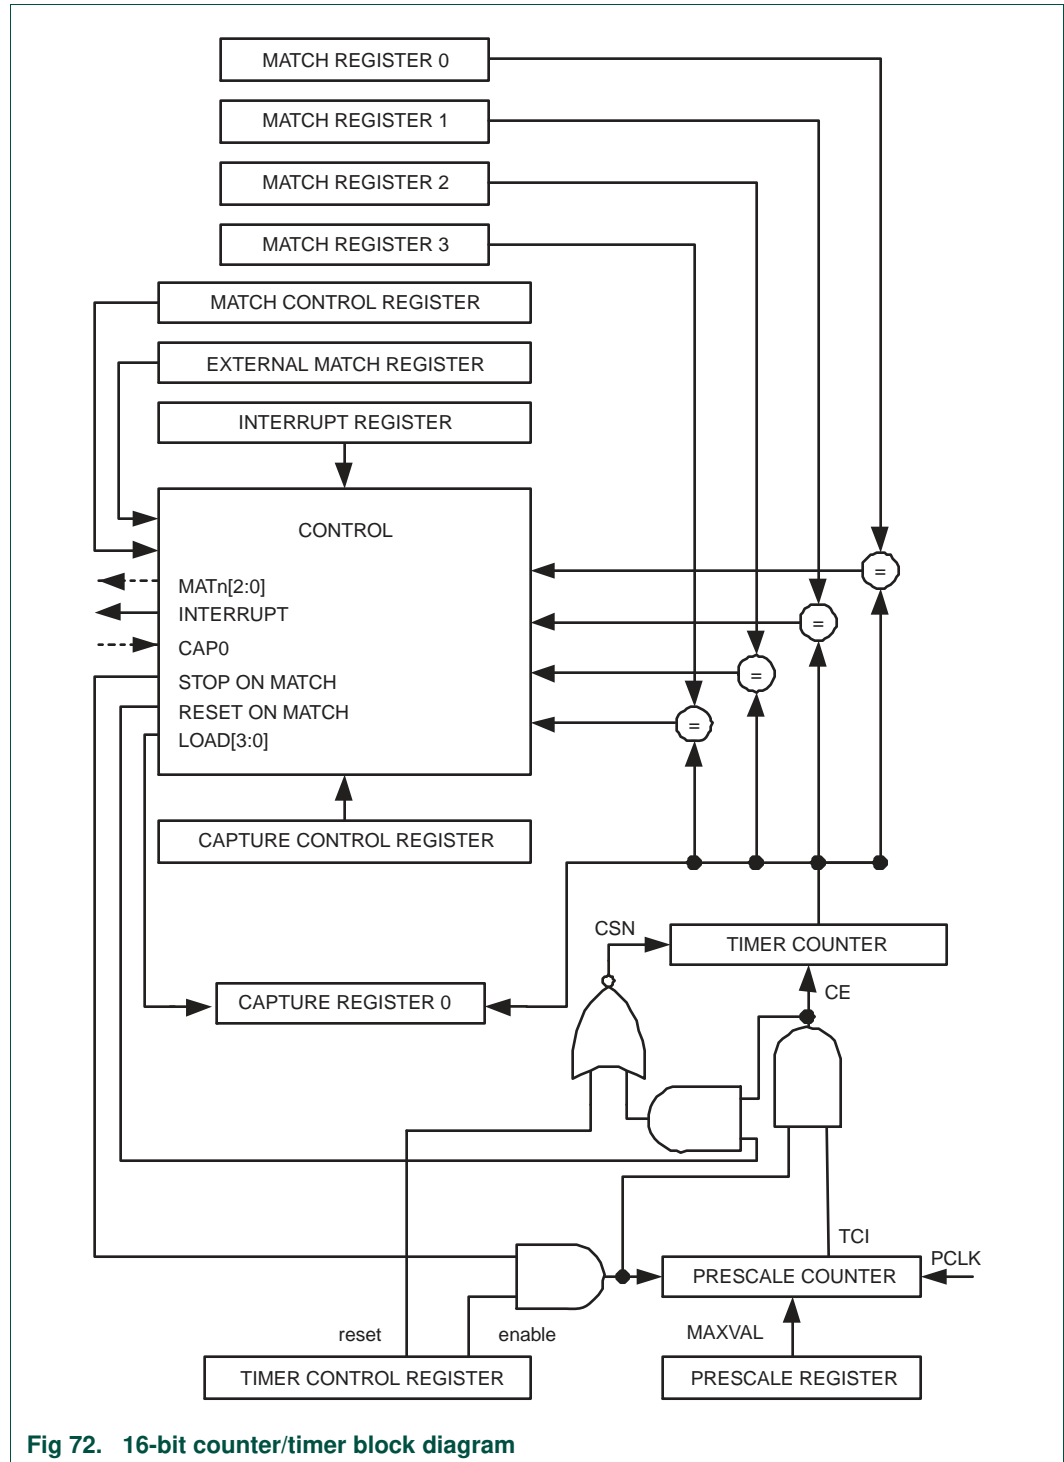 MATCH REGISTER 0
MATCH REGISTER 1
MATCH REGISTER 2
MATCH REGISTER 3
MATCH CONTROL REGISTER
EXTERNAL MATCH REGISTER
INTERRUPT REGISTER
CONTROL
=
=
=
=
MATn[2:0]
INTERRUPT
CAP0
STOP ON MATCH
RESET ON MATCH
LOAD[3:0]
CAPTURE CONTROL REGISTER
CSN
TIMER COUNTER
CE
CAPTURE REGISTER 0
TCI
PCLK
PRESCALE COUNTER
reset
enable
MAXVAL
TIMER CONTROL REGISTER
PRESCALE REGISTER
Fig 72. 16-bit counter/timer block diagram